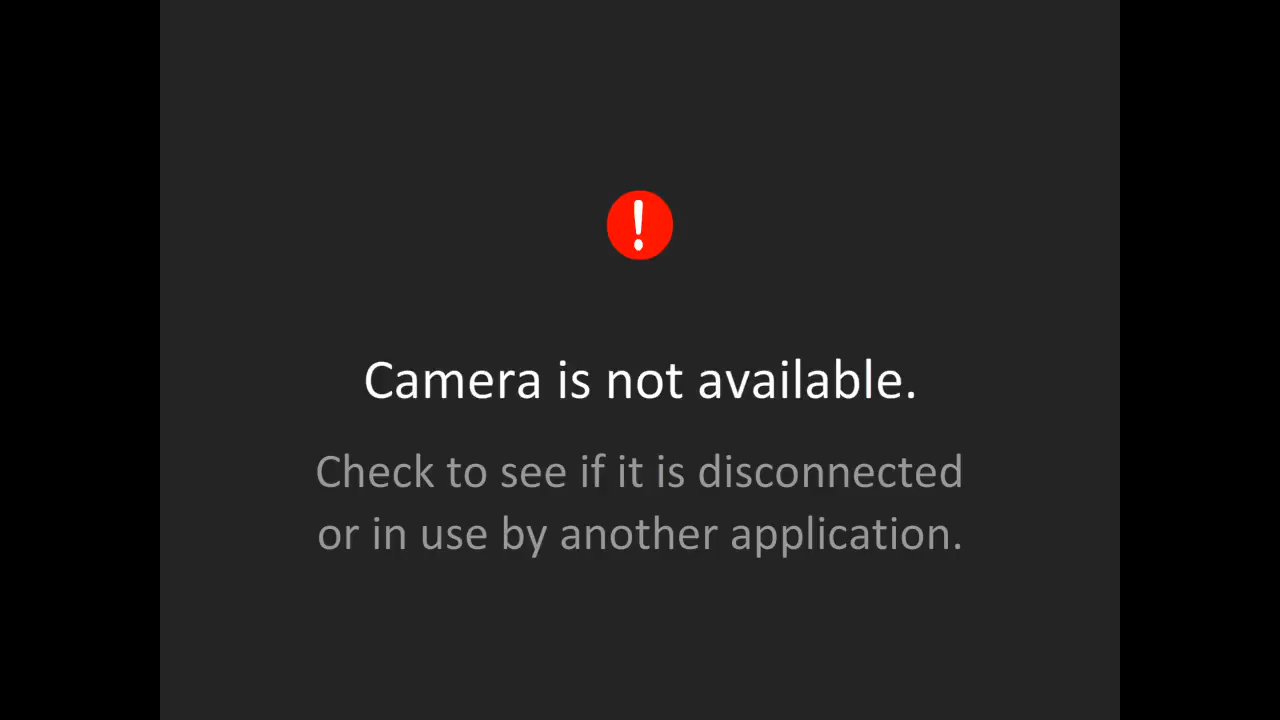 Camera is not available.
Check to see if it is disconnected
or in use by another application.